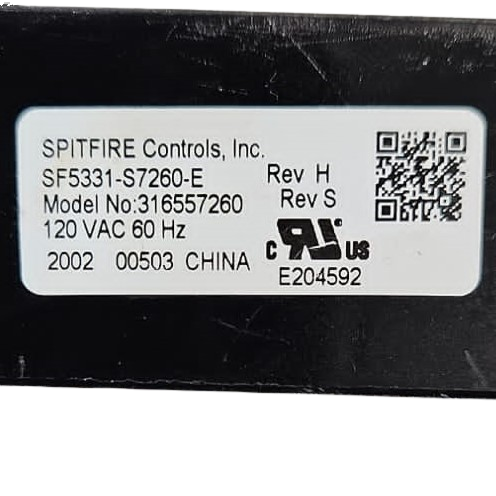 SPITFIRE Controls, Inc.
SF5331-S7260-E Rev H
Model No:316557260 Rev S
120 VAC 60 Hz
C RU US
2002 00503 CHINA
E204592